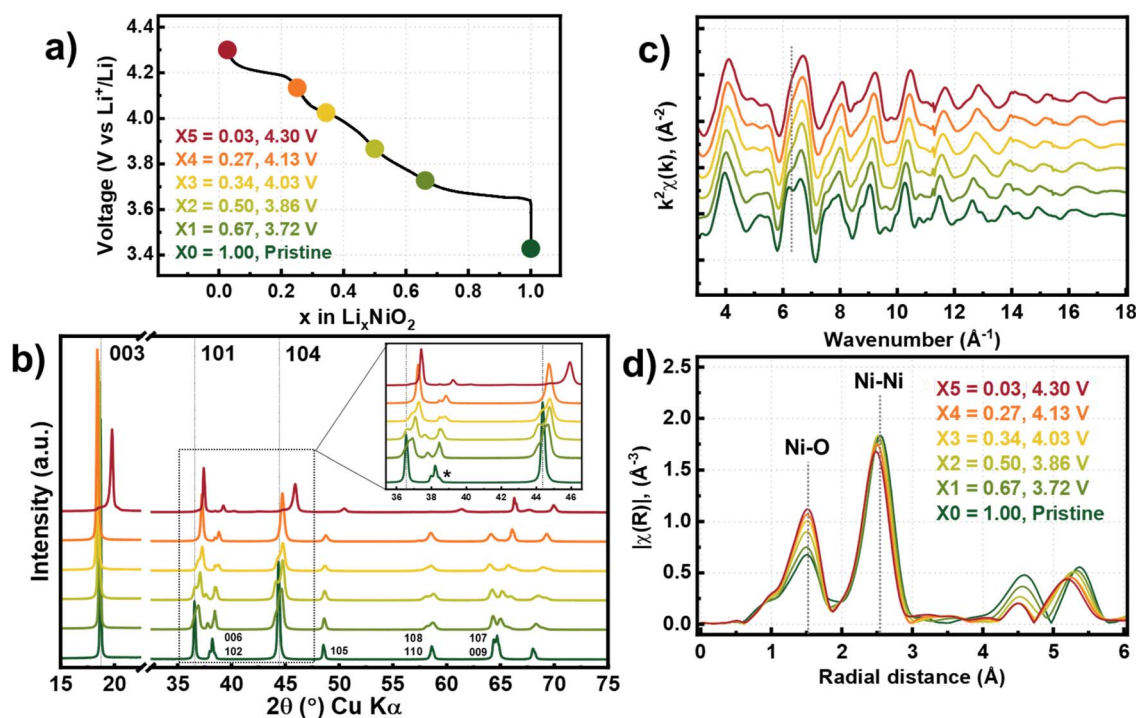 a)
Voltage (V vs Li⁺/Li)
4.4
4.2
4.0
3.8
3.6
3.4
X5 = 0.03, 4.30 V
X4 = 0.27, 4.13 V
X3 = 0.34, 4.03 V
X2 = 0.50, 3.86 V
X1 = 0.67, 3.72 V
X0 = 1.00, Pristine
0.0 0.2 0.4 0.6 0.8 1.0
x in LiₓNiO₂
b)
Intensity (a.u.)
003 101 104
36 38 40 42 44 46
*
006
102
105
108
110
107
009
15 20 35 40 45 50 55 60 65 70 75
2θ (°) Cu Kα
c)
k²χ(k), (Å⁻²)
4 6 8 10 12 14 16 18
Wavenumber (Å⁻¹)
d)
|χ(R)|, (Å⁻³)
2.5
2.0
1.5
1.0
0.5
0.0
Ni-O
Ni-Ni
X5 = 0.03, 4.30 V
X4 = 0.27, 4.13 V
X3 = 0.34, 4.03 V
X2 = 0.50, 3.86 V
X1 = 0.67, 3.72 V
X0 = 1.00, Pristine
0 1 2 3 4 5 6
Radial distance (Å)